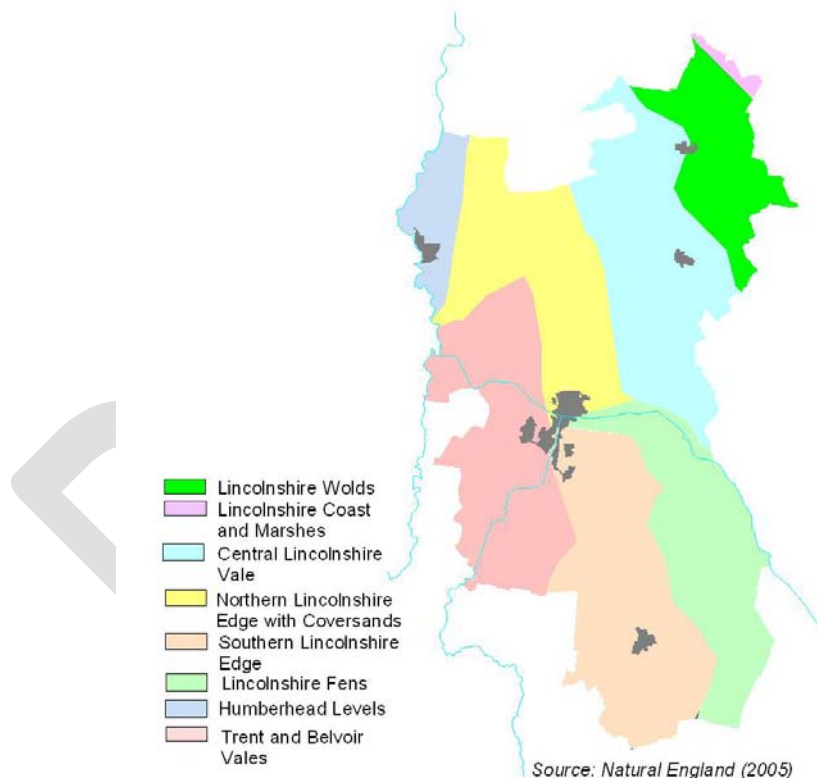 Lincolnshire Wolds
Lincolnshire Coast
and Marshes
Central Lincolnshire
Vale
Northern Lincolnshire
Edge with Coversands
Southern Lincolnshire
Edge
Lincolnshire Fens
Humberhead Levels
Trent and Belvoir
Vales
Source: Natural England (2005)